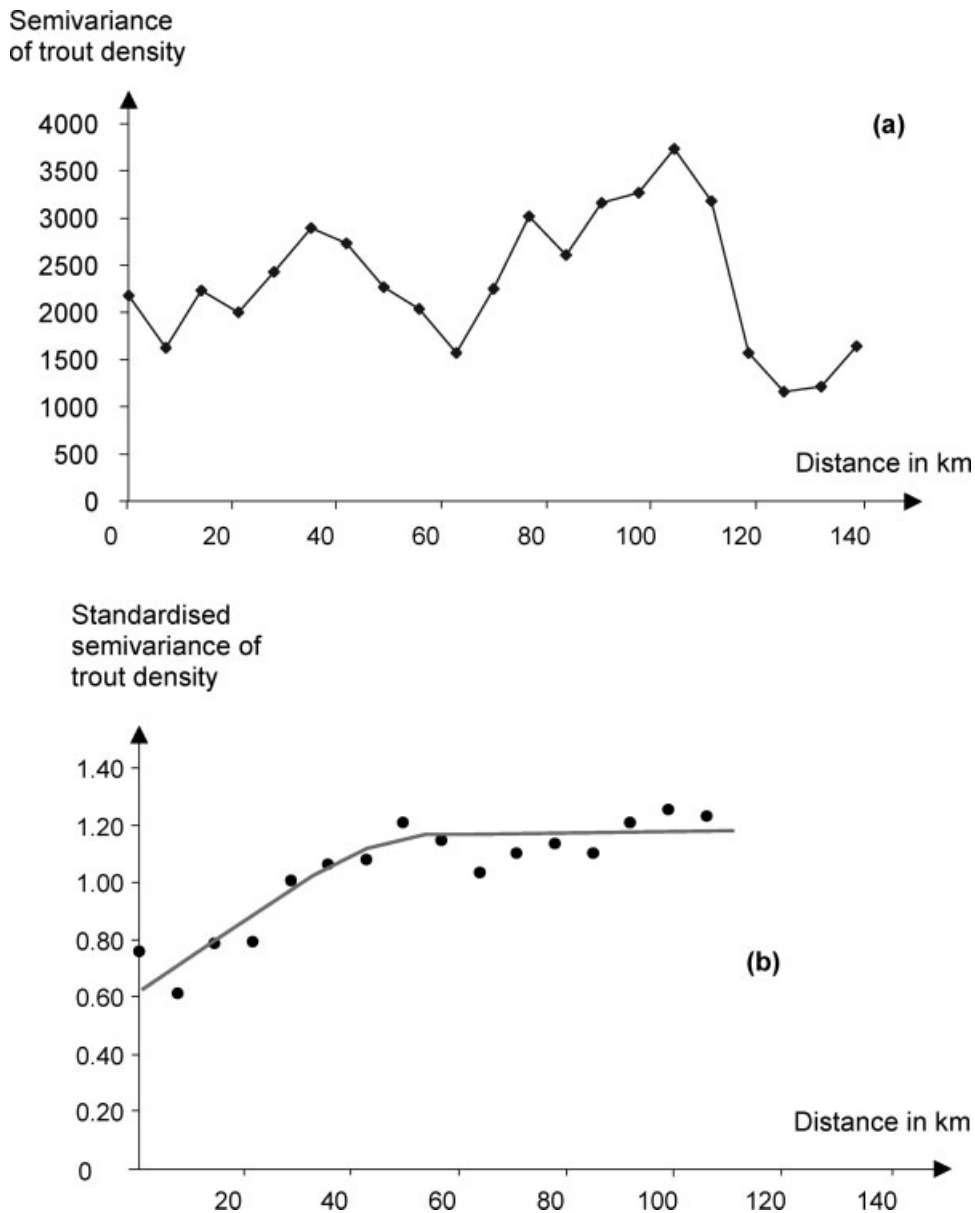 Semivariance
of trout density
(a)
4000
3500
3000
2500
2000
1500
1000
500
0
Distance in km
0 20 40 60 80 100 120 140
Standardised
semivariance of
trout density
1.40
1.20
1.00
0.80
(b)
0.60
0.40
0.20
Distance in km
0
20 40 60 80 100 120 140